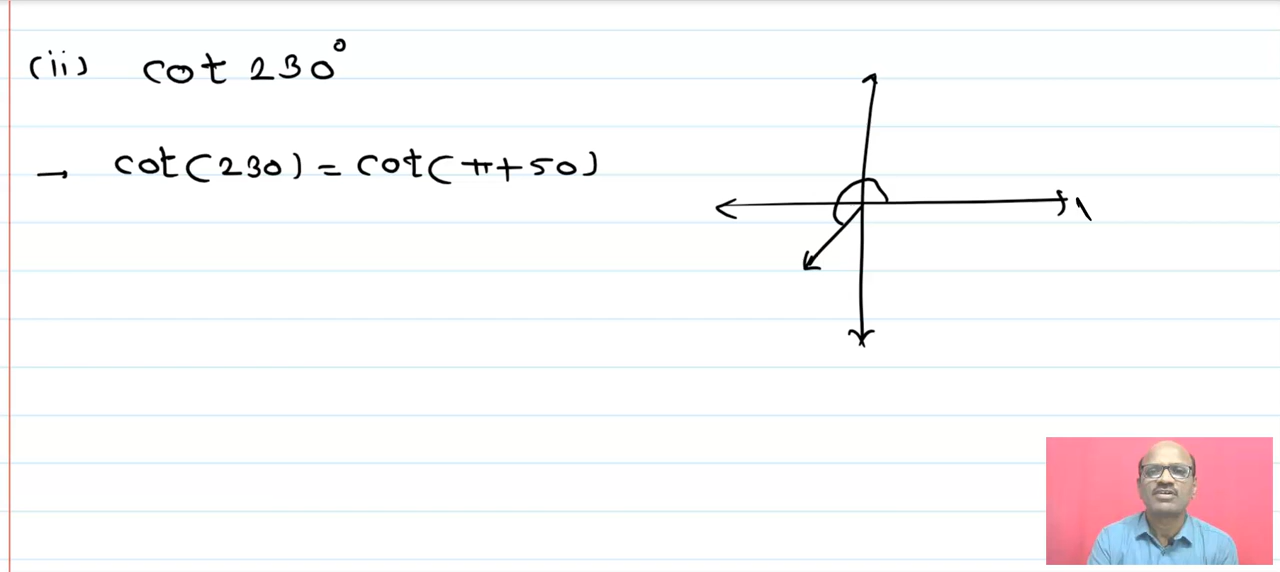 (ii) cot 230°
→ cot(230) = cot(π+50)